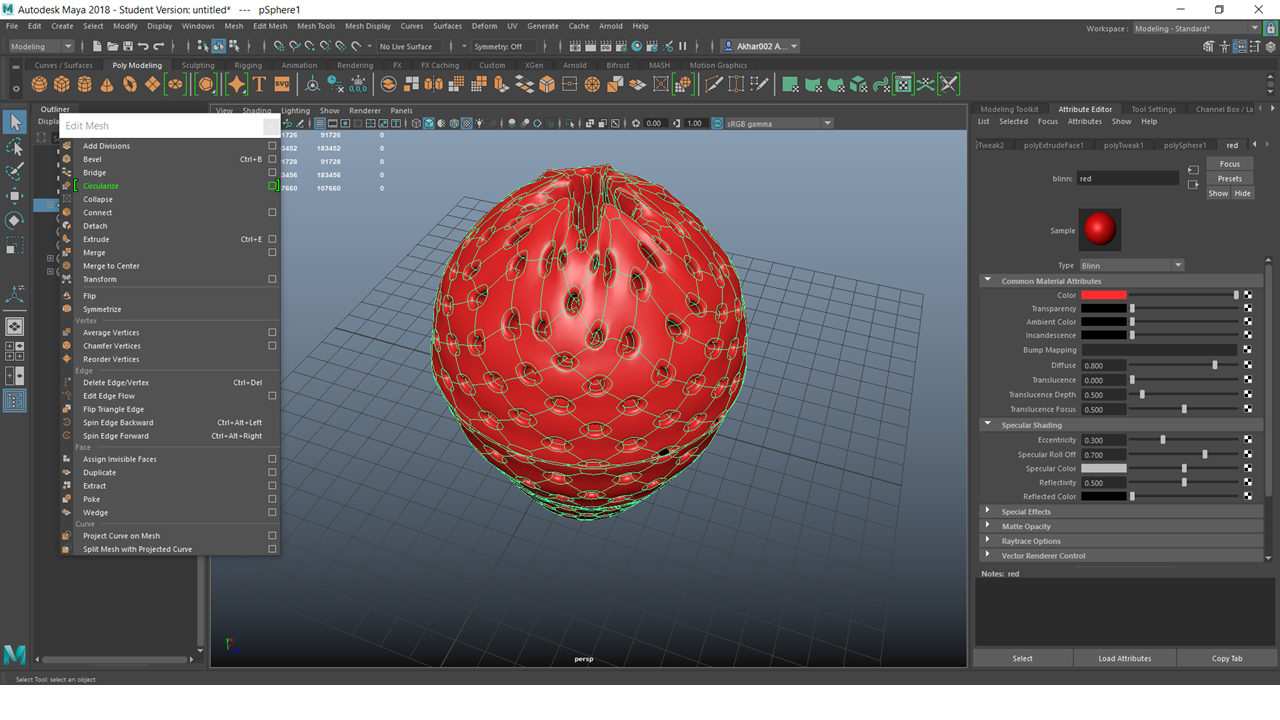 Autodesk Maya 2018 - Student Version: untitled* --- pSphere1
File Edit Create Select Modify Display Windows Mesh Edit Mesh Mesh Tools Mesh Display Curves Surfaces Deform UV Generate Cache Arnold Help
Workspace : Modeling - Standard*
Modeling No Live Surface Symmetry: Off Akhar002 A...
Curves / Surfaces Poly Modeling Sculpting Rigging Animation Rendering FX FX Caching Custom XGen Arnold Bifrost MASH Motion Graphics
Outliner
Displ
Edit Mesh
Add Divisions
Bevel Ctrl+B
Bridge
Circularize
Collapse
Connect
Detach
Extrude Ctrl+E
Merge
Merge to Center
Transform
Flip
Symmetrize
Vertex
Average Vertices
Chamfer Vertices
Reorder Vertices
Edge
Delete Edge/Vertex Ctrl+Del
Edit Edge Flow
Flip Triangle Edge
Spin Edge Backward Ctrl+Alt+Left
Spin Edge Forward Ctrl+Alt+Right
Face
Assign Invisible Faces
Duplicate
Extract
Poke
Wedge
Curve
Project Curve on Mesh
Split Mesh with Projected Curve
View Shading Lighting Show Renderer Panels
0.00 1.00 sRGB gamma
91726 91726 0
83452 183452 0
91728 91728 0
83456 183456 0
07660 107660 0
persp
Modeling Toolkit Attribute Editor Tool Settings Channel Box / La
List Selected Focus Attributes Show Help
Tweak2 polyExtrudeFace1 polyTweak1 polySphere1 red
Focus
Presets
Show Hide
blinn: red
Sample
Type Blinn
Common Material Attributes
Color
Transparency
Ambient Color
Incandescence
Bump Mapping
Diffuse 0.800
Translucence 0.000
Translucence Depth 0.500
Translucence Focus 0.500
Specular Shading
Eccentricity 0.300
Specular Roll Off 0.700
Specular Color
Reflectivity 0.500
Reflected Color
Special Effects
Matte Opacity
Raytrace Options
Vector Renderer Control
Notes: red
Select Load Attributes Copy Tab
Select Tool: select an object